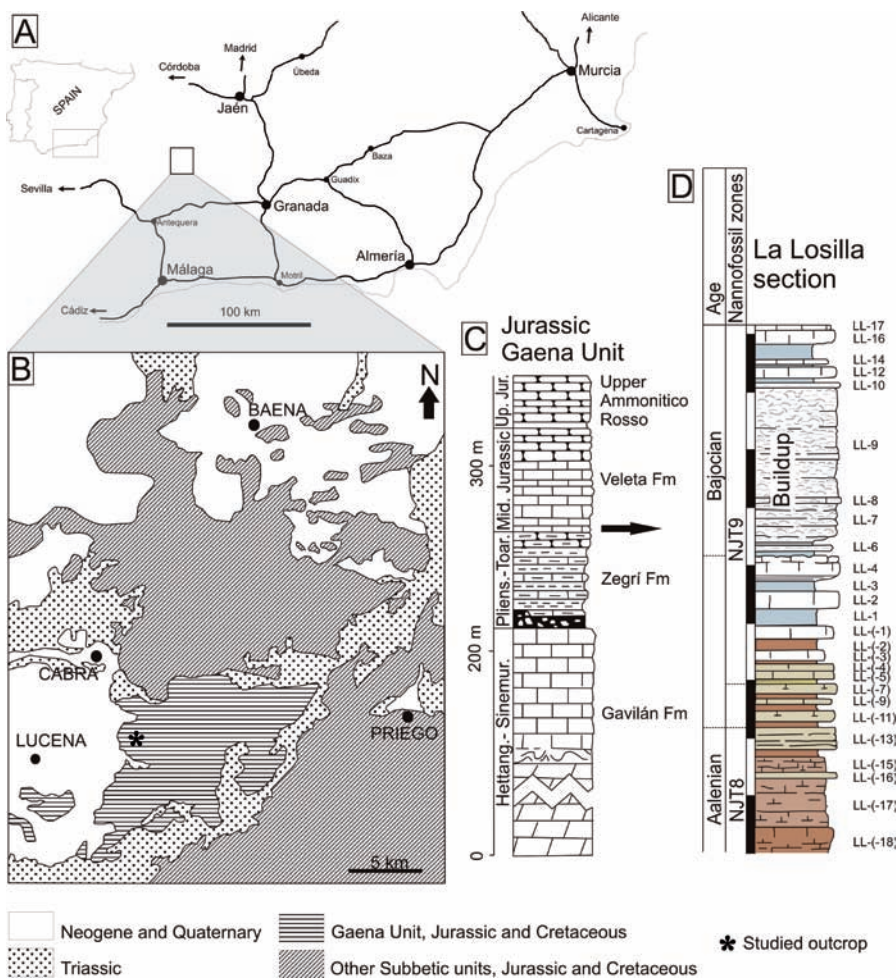 A
Alicante
Madrid
Córdoba
Úbeda
Murcia
Jaén
SPAIN
Cartagena
Baza
Guadix
Sevilla
Granada
Antequera
Almería
Málaga
Motril
Cádiz
100 km
B
N
BAENA
CABRA
LUCENA
PRIEGO
5 km
C
Jurassic
Gaena Unit
Up. Jur.
Mid. Jurassic
Pliens.-Toar.
Hettang.- Sinemur.
300 m
200 m
0
Upper
Ammonitico
Rosso
Veleta Fm
Zegrí Fm
Gavilán Fm
D
Age
Nannofossil zones
La Losilla
section
Bajocian
Aalenian
NJT9
NJT8
Buildup
LL-17
LL-16
LL-14
LL-12
LL-10
LL-9
LL-8
LL-7
LL-6
LL-4
LL-3
LL-2
LL-1
LL-(-1)
LL-(-2)
LL-(-3)
LL-(-4)
LL-(-5)
LL-(-7)
LL-(-9)
LL-(-11)
LL-(-13)
LL-(-15)
LL-(-16)
LL-(-17)
LL-(-18)
Neogene and Quaternary
Gaena Unit, Jurassic and Cretaceous
Studied outcrop
Triassic
Other Subbetic units, Jurassic and Cretaceous